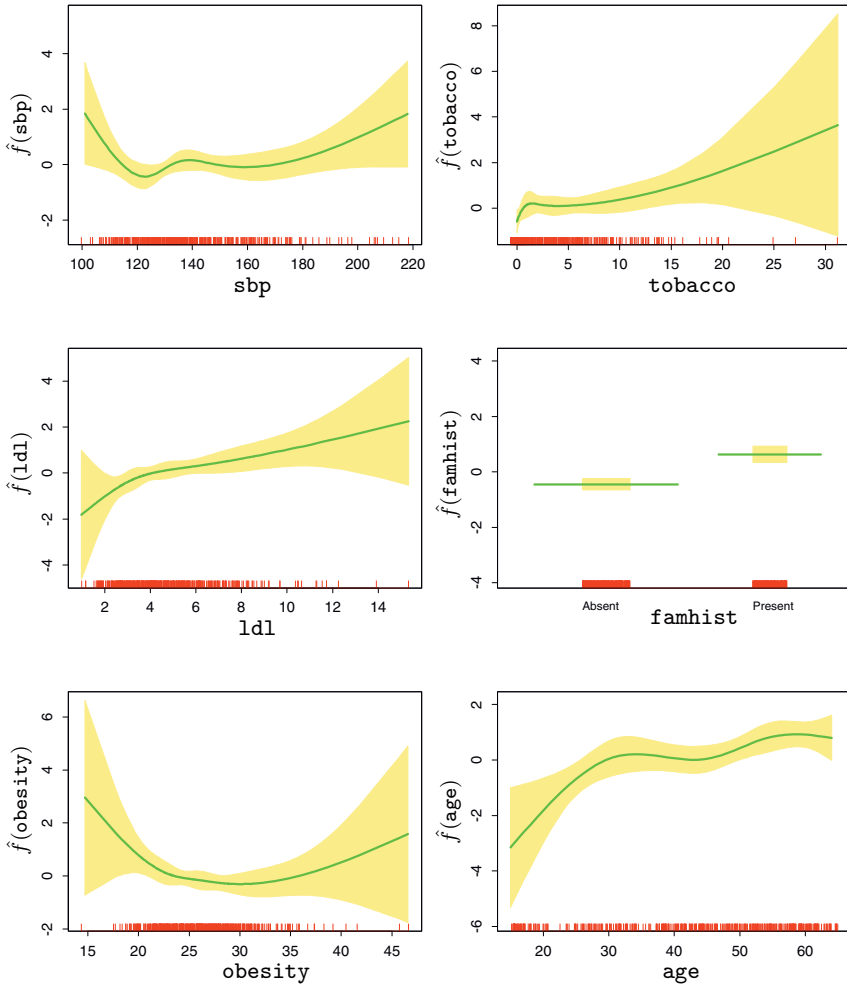 f̂(sbp)
4
2
0
-2
100 120 140 160 180 200 220
sbp
f̂(tobacco)
8
6
4
2
0
0 5 10 15 20 25 30
tobacco
f̂(ldl)
4
2
0
-2
-4
2 4 6 8 10 12 14
ldl
f̂(famhist)
4
2
0
-2
-4
Absent Present
famhist
f̂(obesity)
6
4
2
0
-2
15 20 25 30 35 40 45
obesity
f̂(age)
2
0
-2
-4
-6
20 30 40 50 60
age